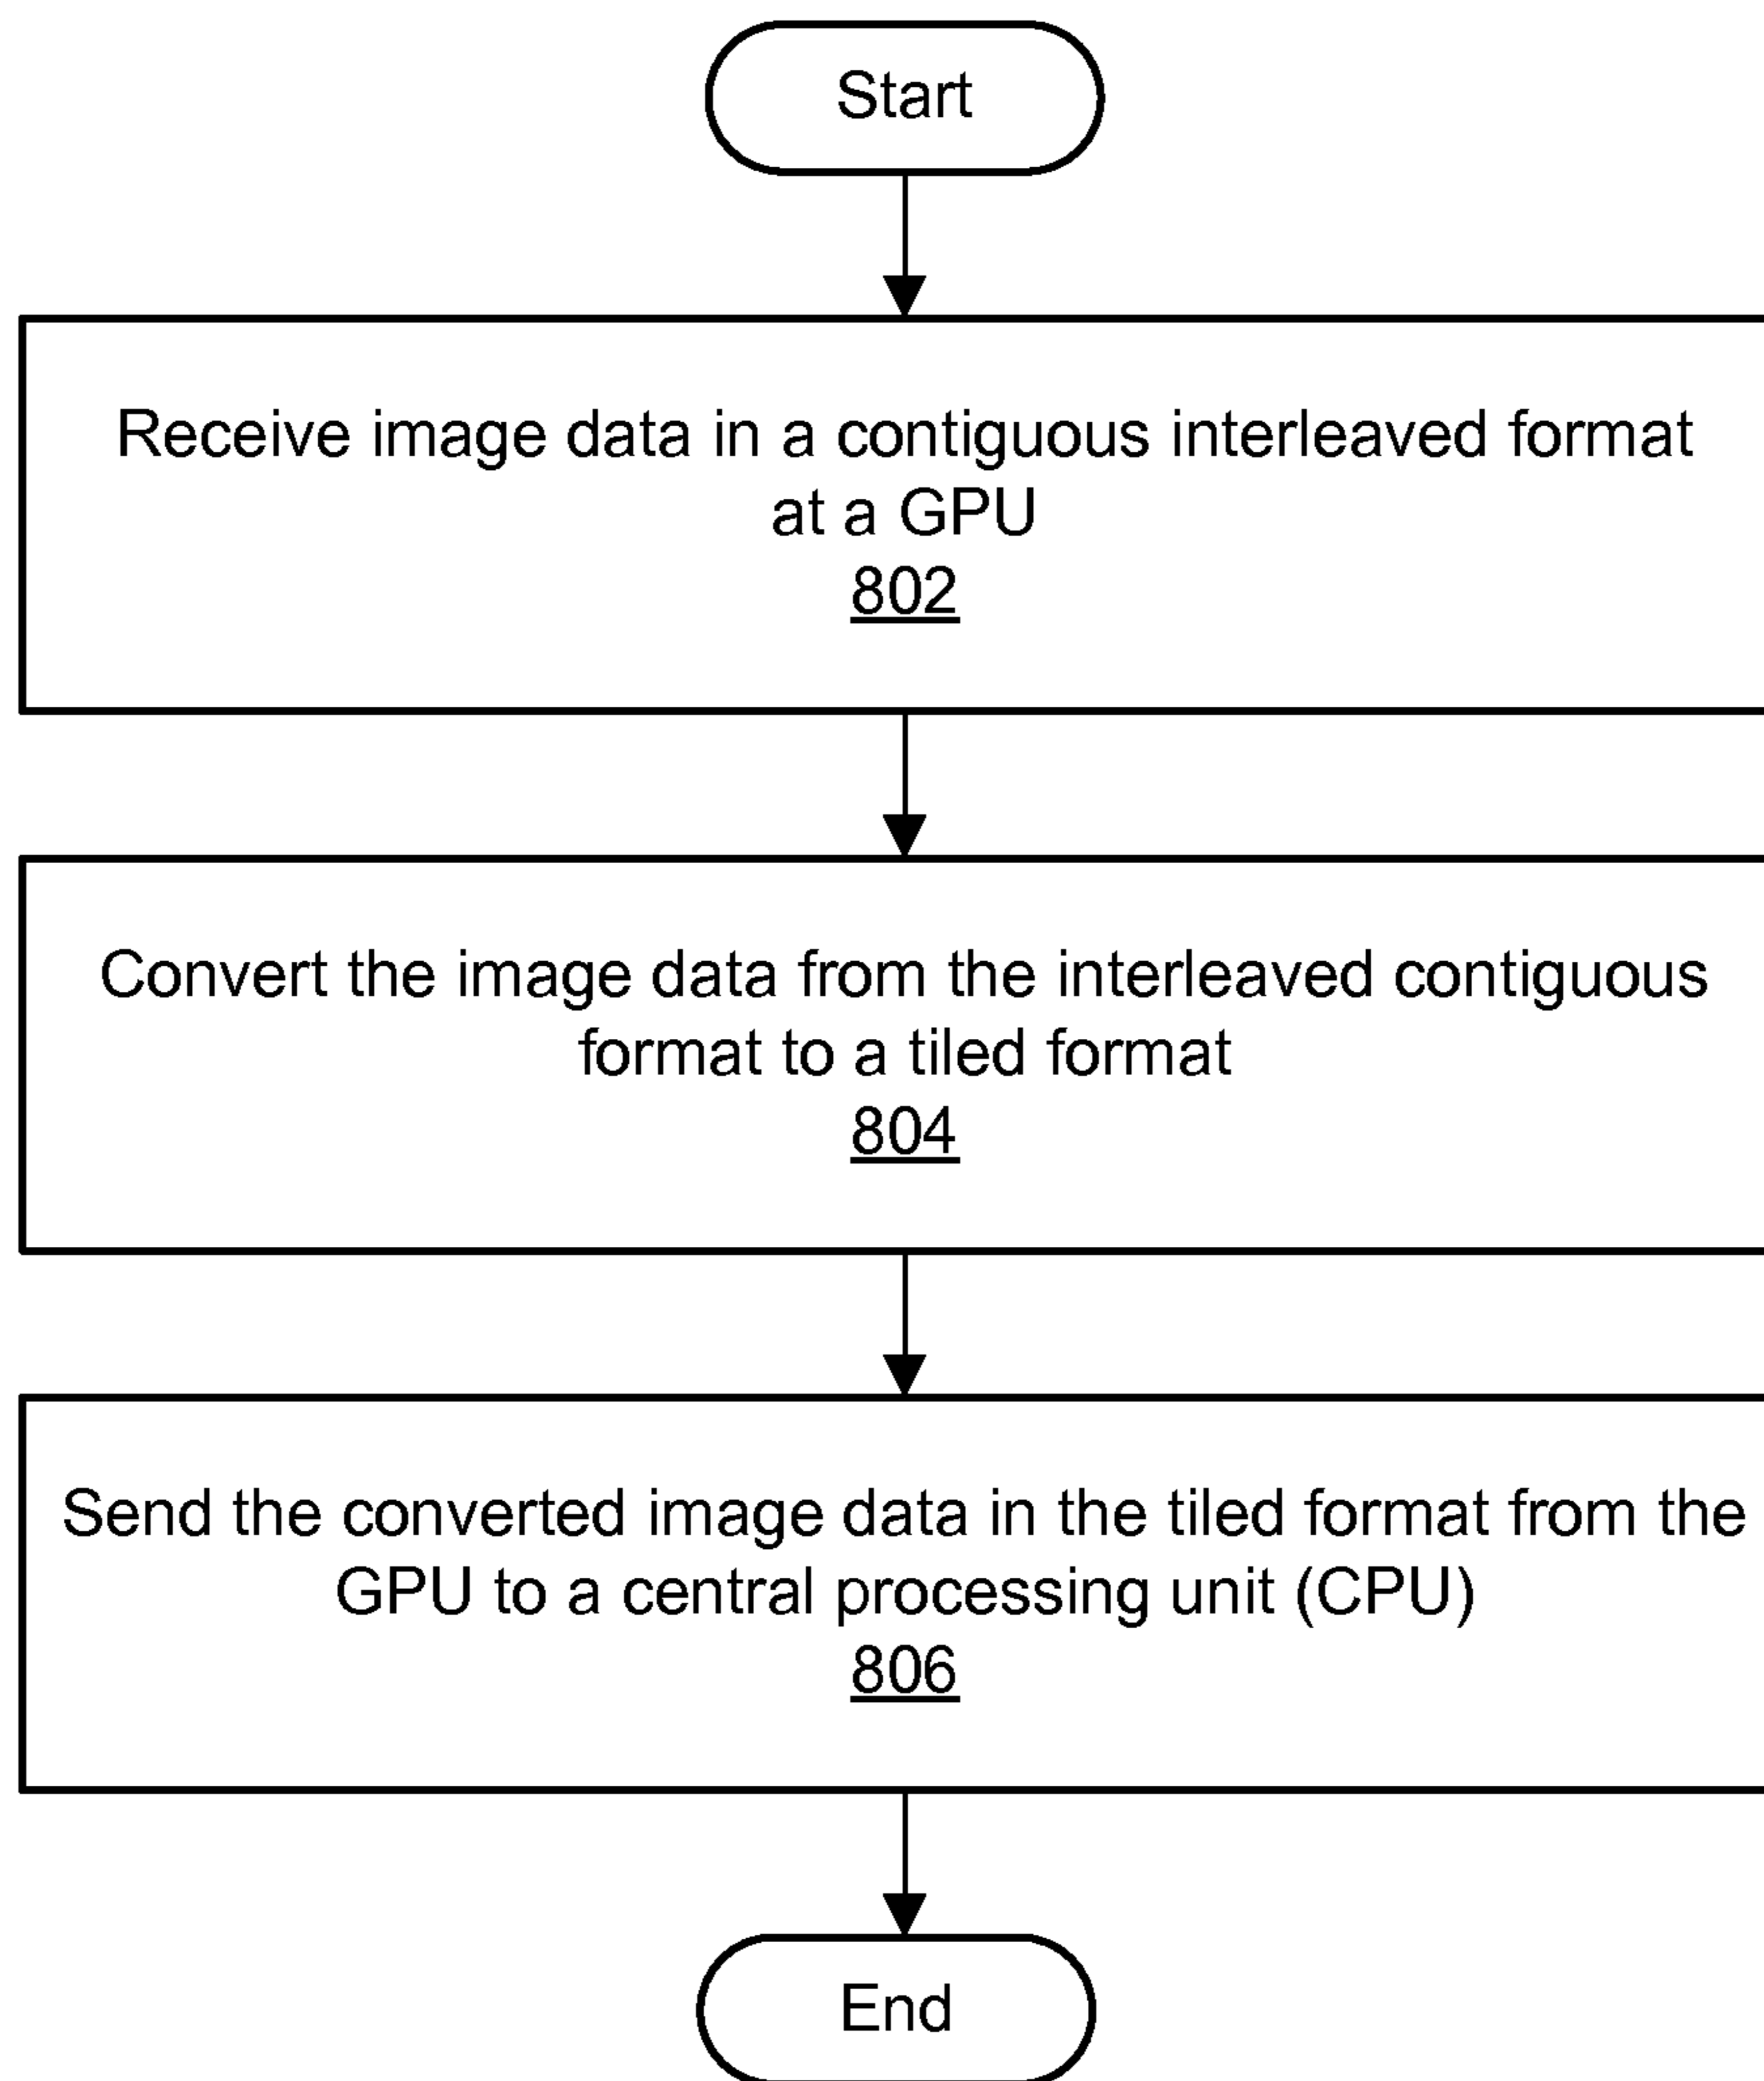 Start
Receive image data in a contiguous interleaved format
at a GPU
802
Convert the image data from the interleaved contiguous
format to a tiled format
804
Send the converted image data in the tiled format from the
GPU to a central processing unit (CPU)
806
End